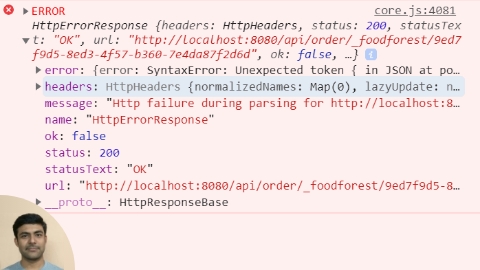 ERROR core.js:4081
HttpErrorResponse {headers: HttpHeaders, status: 200, statusTex
t: "OK", url: "http://localhost:8080/api/order/_foodforest/9ed7
f9d5-8ed3-4f57-b360-7e4da87f2d6d", ok: false, …} i
error: {error: SyntaxError: Unexpected token { in JSON at po…
headers: HttpHeaders {normalizedNames: Map(0), lazyUpdate: n…
message: "Http failure during parsing for http://localhost:8…
name: "HttpErrorResponse"
ok: false
status: 200
statusText: "OK"
url: "http://localhost:8080/api/order/_foodforest/9ed7f9d5-8…
__proto__: HttpResponseBase